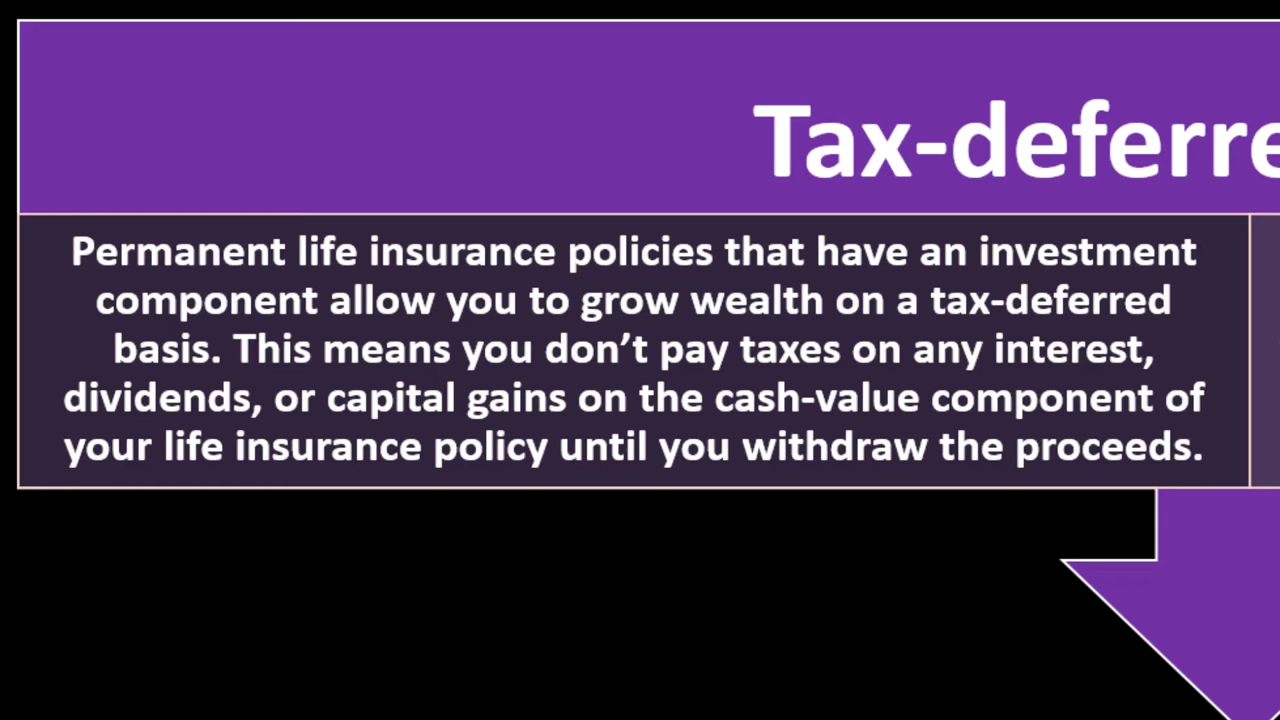 Tax-deferre
Permanent life insurance policies that have an investment
component allow you to grow wealth on a tax-deferred
basis. This means you don’t pay taxes on any interest,
dividends, or capital gains on the cash-value component of
your life insurance policy until you withdraw the proceeds.